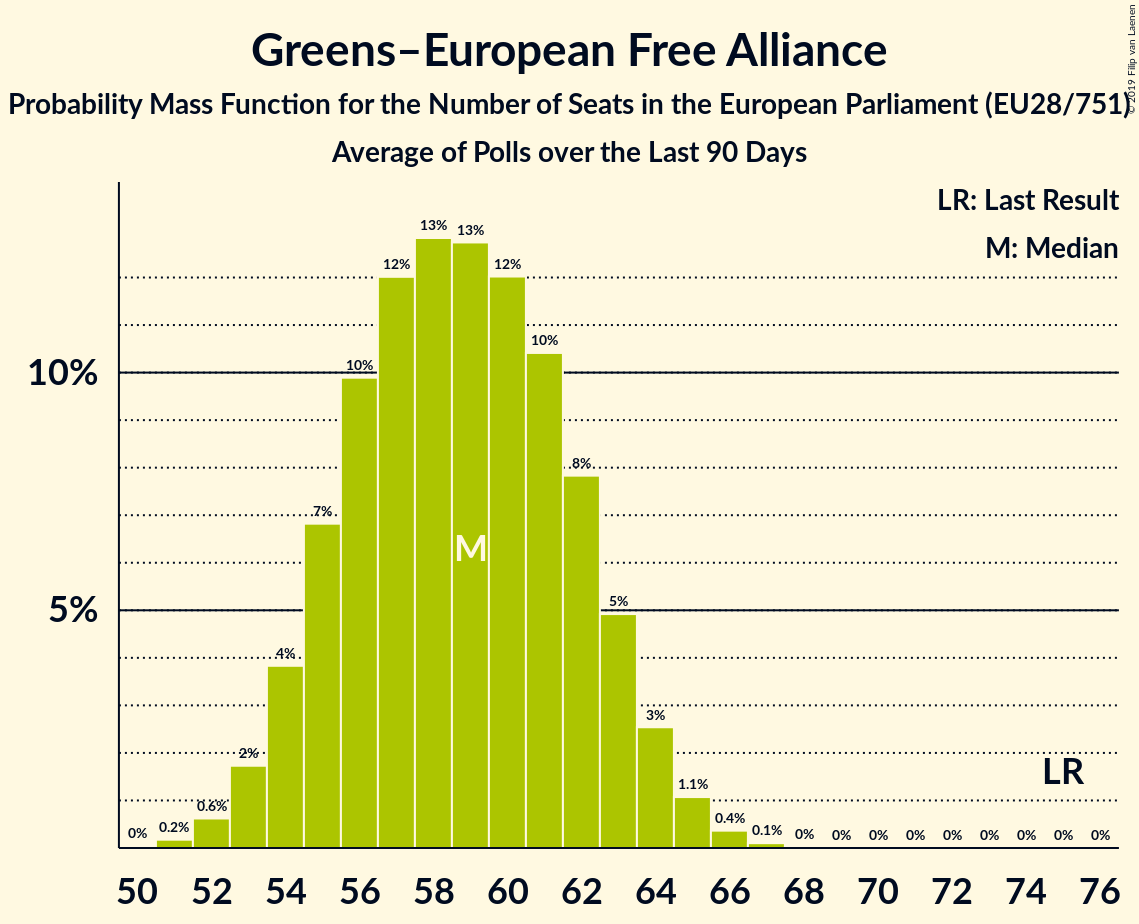 Greens–European Free Alliance
Probability Mass Function for the Number of Seats in the European Parliament (EU28/751)
Average of Polls over the Last 90 Days
© 2019 Filip van Laenen
LR: Last Result
M: Median
10%
5%
0% 0.2% 0.6% 2% 4% 7% 10% 12% 13% 13% 12% 10% 8% 5% 3% 1.1% 0.4% 0.1% 0% 0% 0% 0% 0% 0% 0% 0% 0%
M
LR
50 52 54 56 58 60 62 64 66 68 70 72 74 76